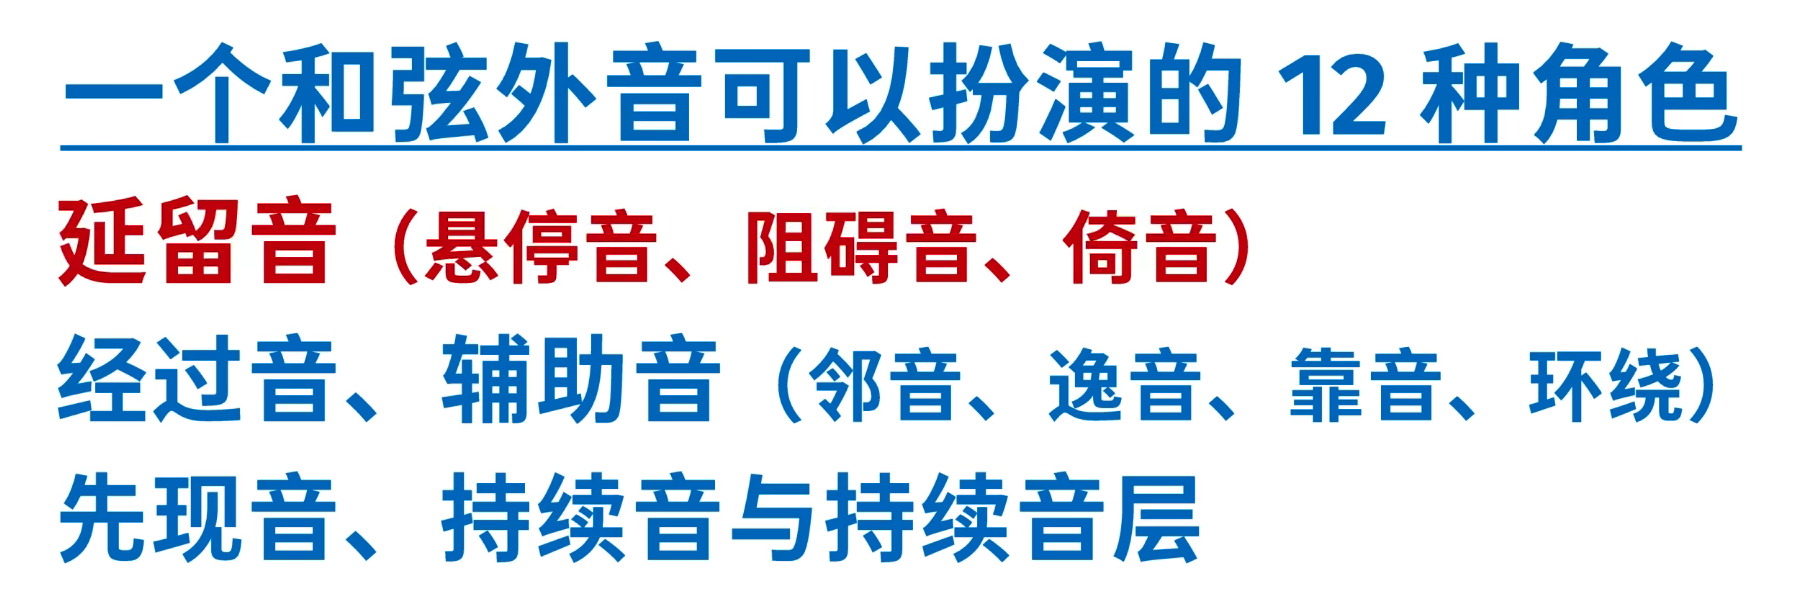 一个和弦外音可以扮演的 12 种角色
延留音（悬停音、阻碍音、倚音）
经过音、辅助音（邻音、逸音、靠音、环绕）
先现音、持续音与持续音层